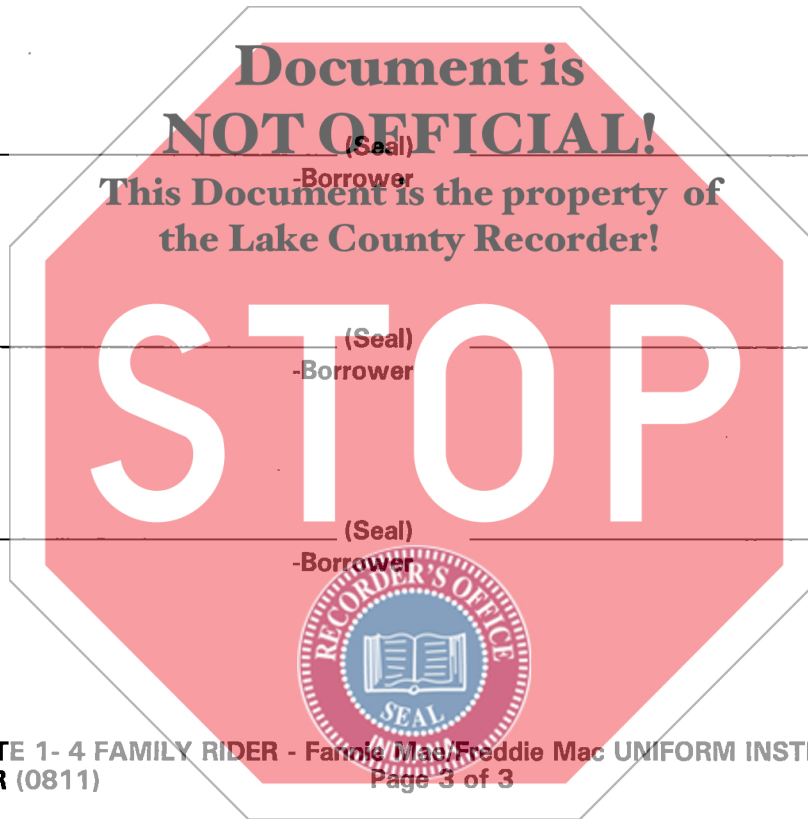 Document is
NOT OFFICIAL!
(Seal)
-Borrower
This Document is the property of
the Lake County Recorder!
STOP
(Seal)
-Borrower
(Seal)
-Borrower
RECORDER'S OFFICE
SEAL
TE 1- 4 FAMILY RIDER - Fannie Mae/Freddie Mac UNIFORM INST
R (0811)
Page 3 of 3